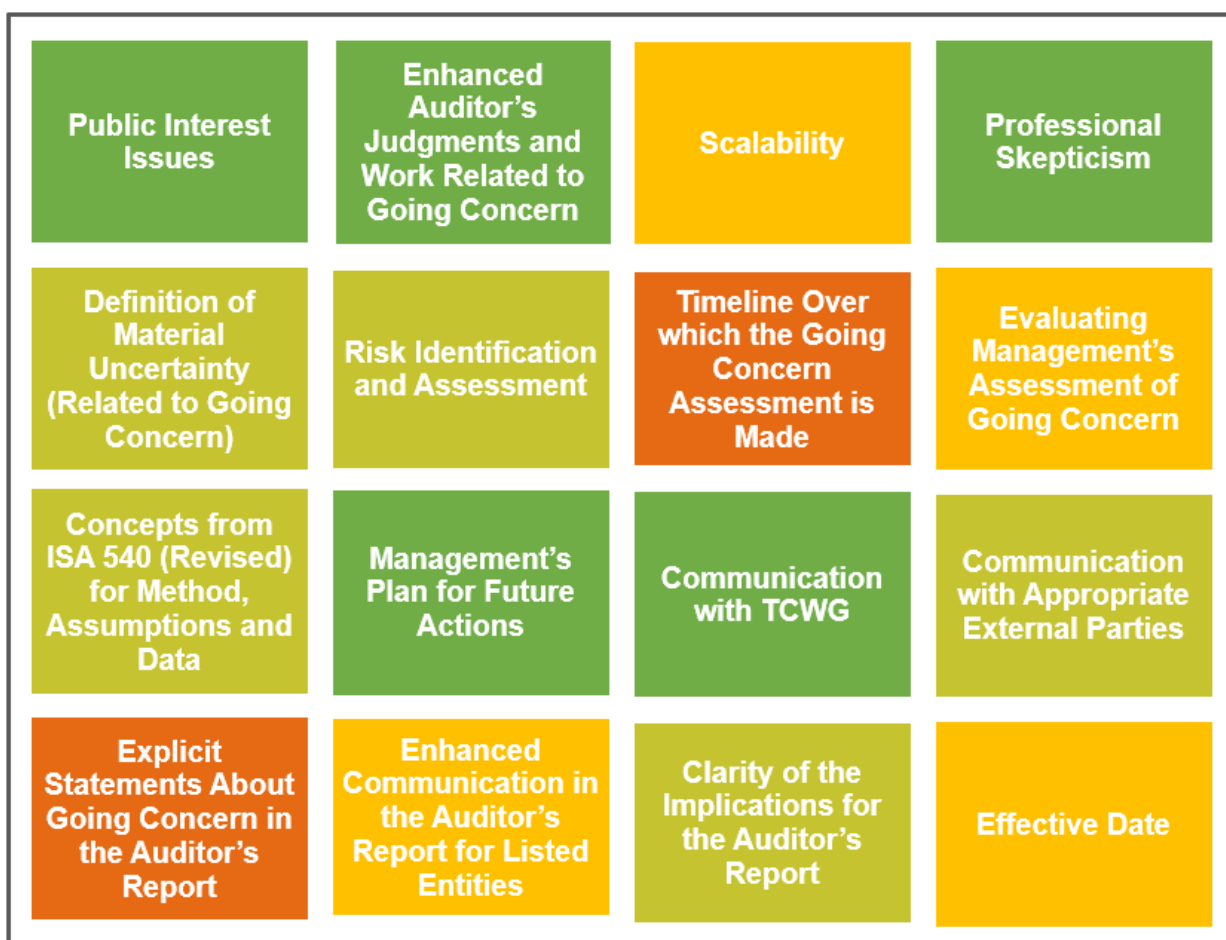 Public Interest
Issues
Enhanced
Auditor's
Judgments and
Work Related to
Going Concern
Scalability
Professional
Skepticism
Definition of
Material
Uncertainty
(Related to Going
Concern)
Risk Identification
and Assessment
Timeline Over
which the Going
Concern
Assessment is
Made
Evaluating
Management's
Assessment of
Going Concern
Concepts from
ISA 540 (Revised)
for Method,
Assumptions and
Data
Management's
Plan for Future
Actions
Communication
with TCWG
Communication
with Appropriate
External Parties
Explicit
Statements About
Going Concern in
the Auditor's
Report
Enhanced
Communication in
the Auditor's
Report for Listed
Entities
Clarity of the
Implications for
the Auditor's
Report
Effective Date